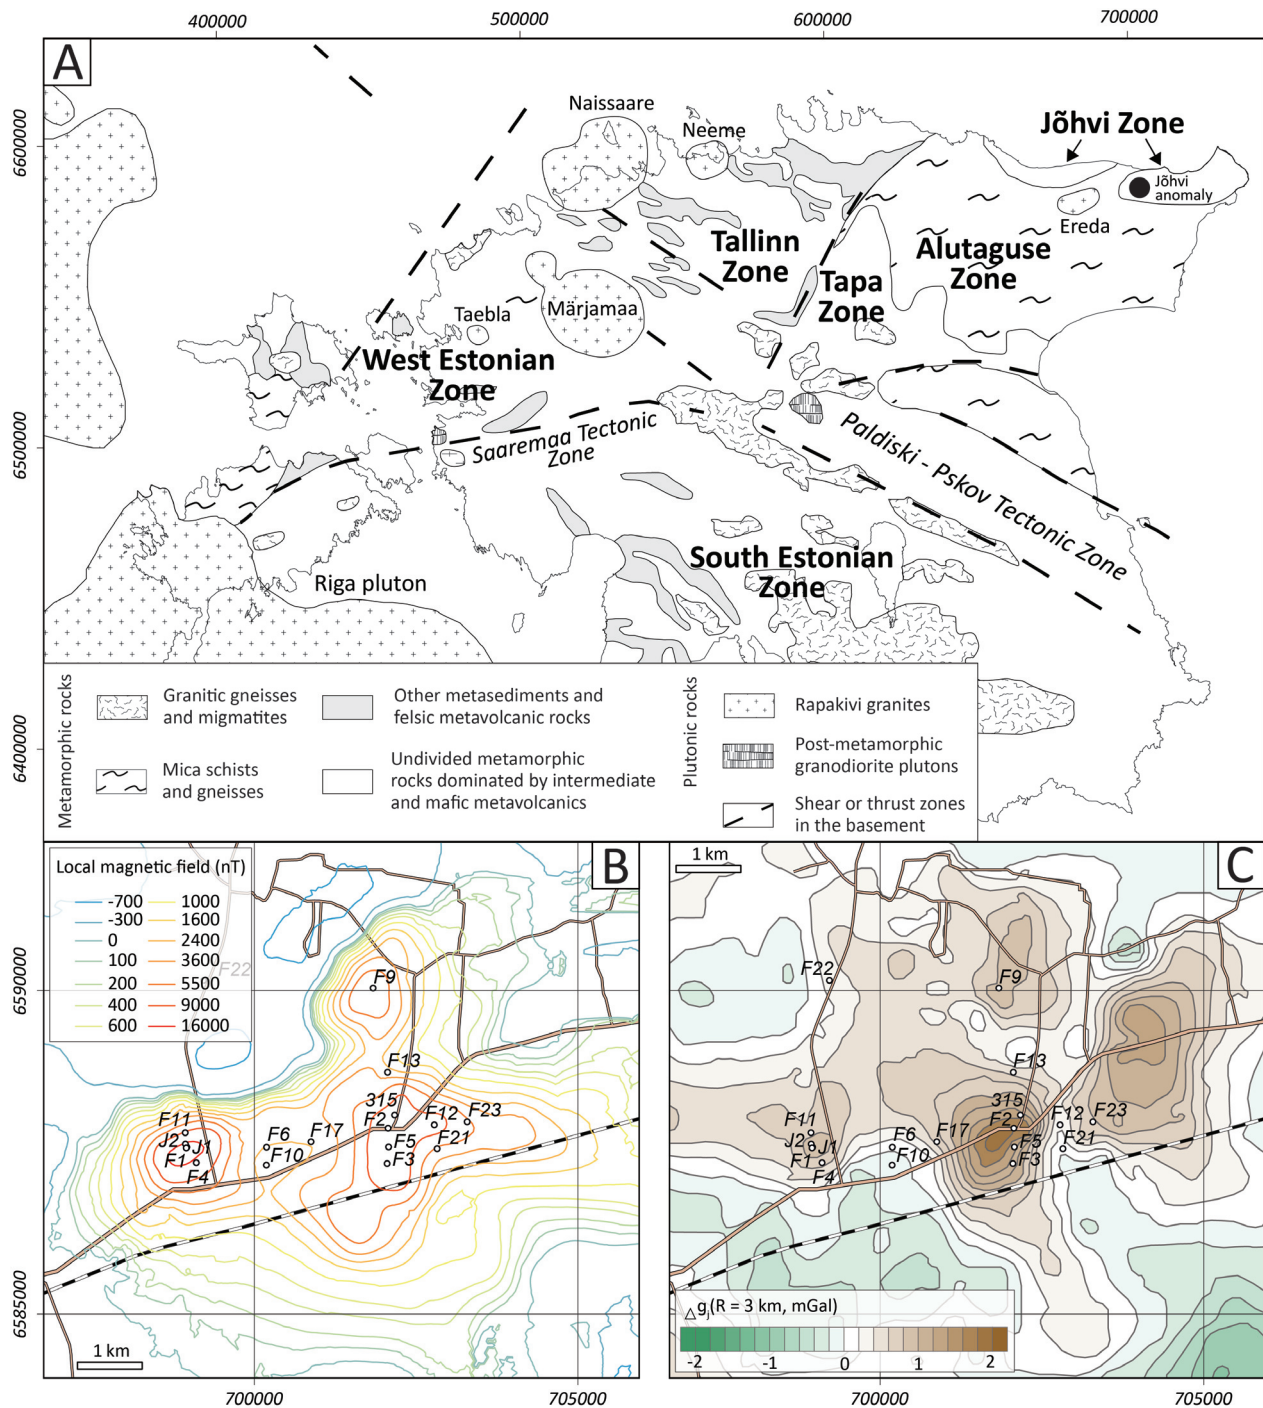 400000
500000
600000
700000
A
6600000
6500000
6400000
Naissaare
Neeme
Jõhvi Zone
Jõhvi
anomaly
Ereda
Tallinn
Zone
Alutaguse
Zone
Tapa
Zone
Märjamaa
Taebla
West Estonian
Zone
Saaremaa Tectonic
Zone
Paldiski - Pskov Tectonic Zone
South Estonian
Zone
Riga pluton
Metamorphic rocks
Granitic gneisses
and migmatites
Mica schists
and gneisses
Other metasediments and
felsic metavolcanic rocks
Undivided metamorphic
rocks dominated by intermediate
and mafic metavolcanics
Plutonic rocks
Rapakivi granites
Post-metamorphic
granodiorite plutons
Shear or thrust zones
in the basement
B
Local magnetic field (nT)
-700
-300
0
100
200
400
600
1000
1600
2400
3600
5500
9000
16000
F22
F9
F13
315
F2
F12
F23
F11
J2
J1
F1
F4
F6
F10
F17
F5
F3
F21
1 km
6590000
6585000
700000
705000
C
1 km
F22
F9
F13
315
F2
F12
F23
F11
J2
J1
F1
F4
F6
F10
F17
F5
F3
F21
△gj(R = 3 km, mGal)
-2
-1
0
1
2
700000
705000